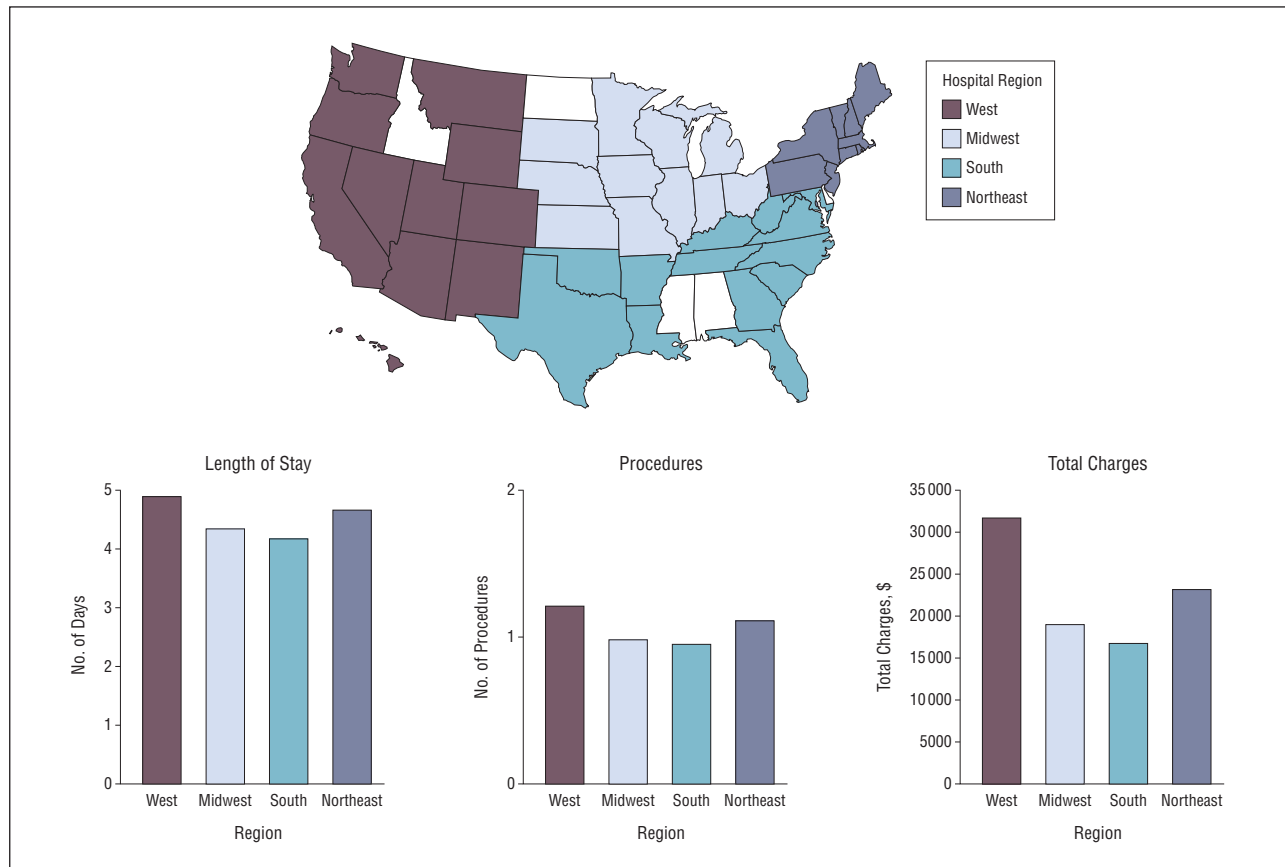 Hospital Region
West
Midwest
South
Northeast
Length of Stay
5
4
3
2
1
0
No. of Days
West Midwest South Northeast
Region
Procedures
2
1
0
No. of Procedures
West Midwest South Northeast
Region
Total Charges
35 000
30 000
25 000
20 000
15 000
10 000
5000
0
Total Charges, $
West Midwest South Northeast
Region